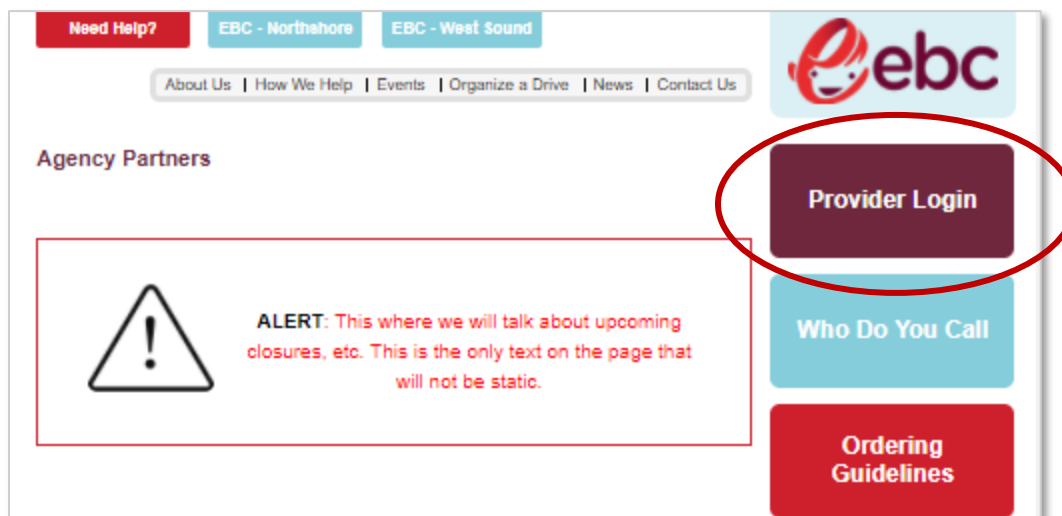 Need Help?
EBC - Northshore
EBC - West Sound
ebc
About Us | How We Help | Events | Organize a Drive | News | Contact Us
Agency Partners
Provider Login
ALERT: This where we will talk about upcoming
closures, etc. This is the only text on the page that
will not be static.
Who Do You Call
Ordering
Guidelines